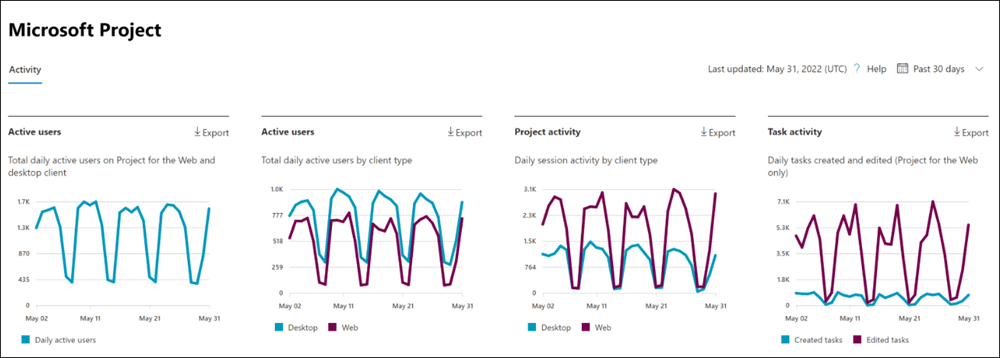 Microsoft Project
Activity
Last updated: May 31, 2022 (UTC) ? Help Past 30 days
Active users
Export
Total daily active users on Project for the Web and
desktop client
1.7K
1.3K
870
435
0
May 02 May 11 May 21 May 31
Daily active users
Active users
Export
Total daily active users by client type
1.0K
777
518
259
0
May 02 May 11 May 21 May 31
Desktop Web
Project activity
Export
Daily session activity by client type
3.1K
2.3K
1.5K
764
0
May 02 May 11 May 21 May 31
Desktop Web
Task activity
Export
Daily tasks created and edited (Project for the Web
only)
7.1K
5.3K
3.5K
1.8K
0
May 02 May 11 May 21 May 31
Created tasks Edited tasks